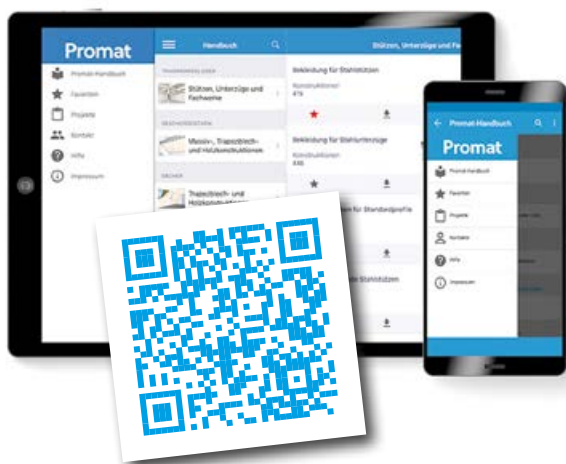 Promat
Promat-Handbuch
Favoriten
Projekte
Kontakt
Hilfe
Impressum
Handbuch
Stützen, Unterzüge und
Fachwerke
Massiv-, Trapezblech-
und Holzkonstruktionen
Trapezblech- und
Stützen, Unterzüge und
Bekleidung für Stahlstützen
Konstruktionen
Bekleidung für Stahlunterzüge
Konstruktionen
für Standardprofile
Stahlstützen
Promat-Handbuch
Promat
Promat-Handbuch
Favoriten
Projekte
Kontakte
Hilfe
Impressum